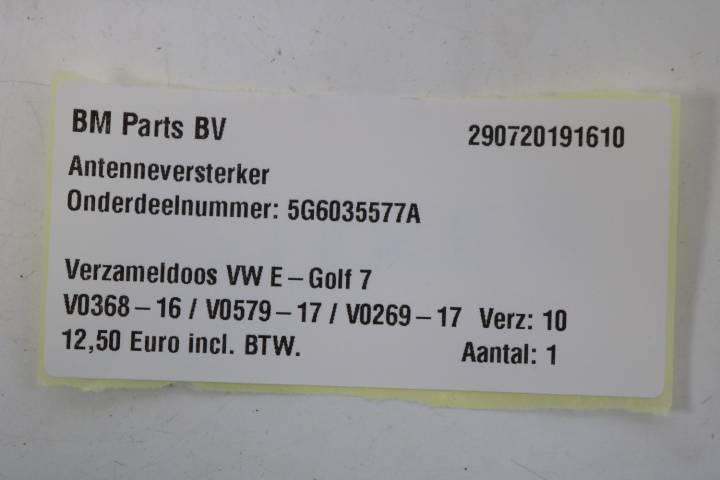 BM Parts BV 290720191610
Antenneversterker
Onderdeelnummer: 5G6035577A
Verzameldoos VW E – Golf 7
V0368 – 16 / V0579 – 17 / V0269 – 17 Verz: 10
12,50 Euro incl. BTW. Aantal: 1